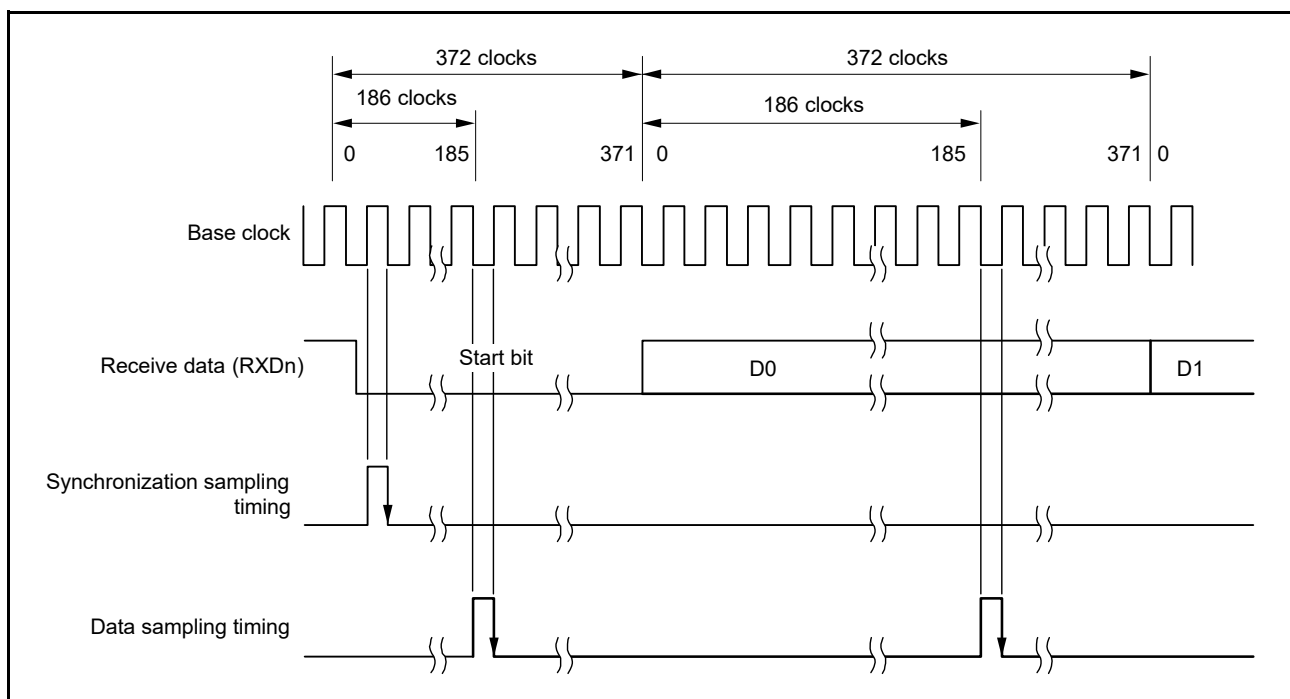 372 clocks 372 clocks
186 clocks 186 clocks
0 185 371 0 185 371 0
Base clock
Receive data (RXDn)
Start bit
D0
D1
Synchronization sampling
timing
Data sampling timing